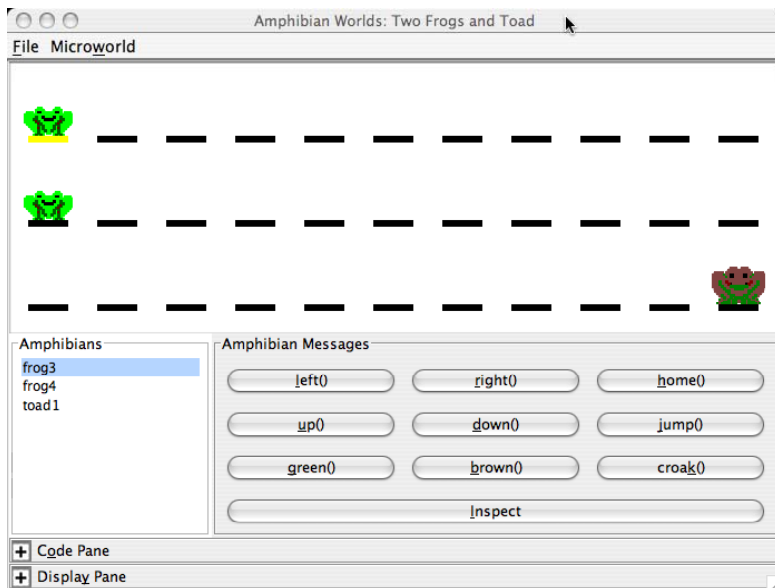 Amphibian Worlds: Two Frogs and Toad
File Microworld
Amphibians
frog3
frog4
toad1
Amphibian Messages
left() right() home()
up() down() jump()
green() brown() croak()
Inspect
Code Pane
Display Pane